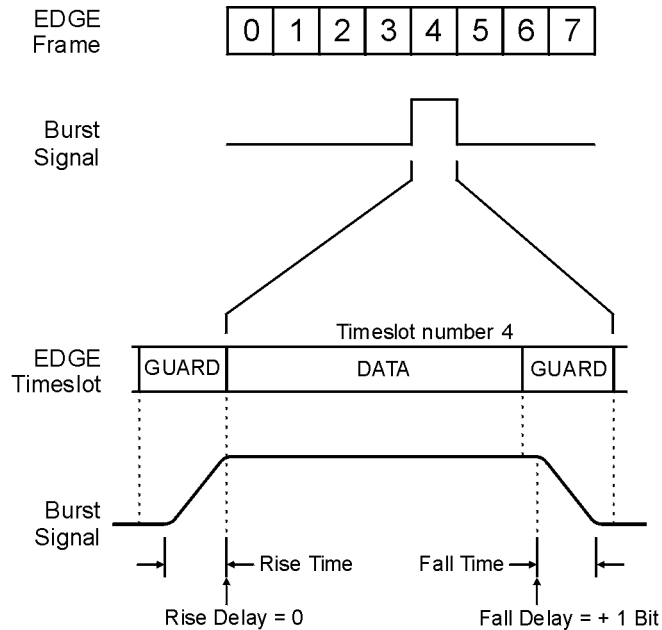 EDGE
Frame
0 1 2 3 4 5 6 7
Burst
Signal
Timeslot number 4
EDGE
Timeslot
GUARD DATA GUARD
Burst
Signal
Rise Time Fall Time
Rise Delay = 0 Fall Delay = + 1 Bit